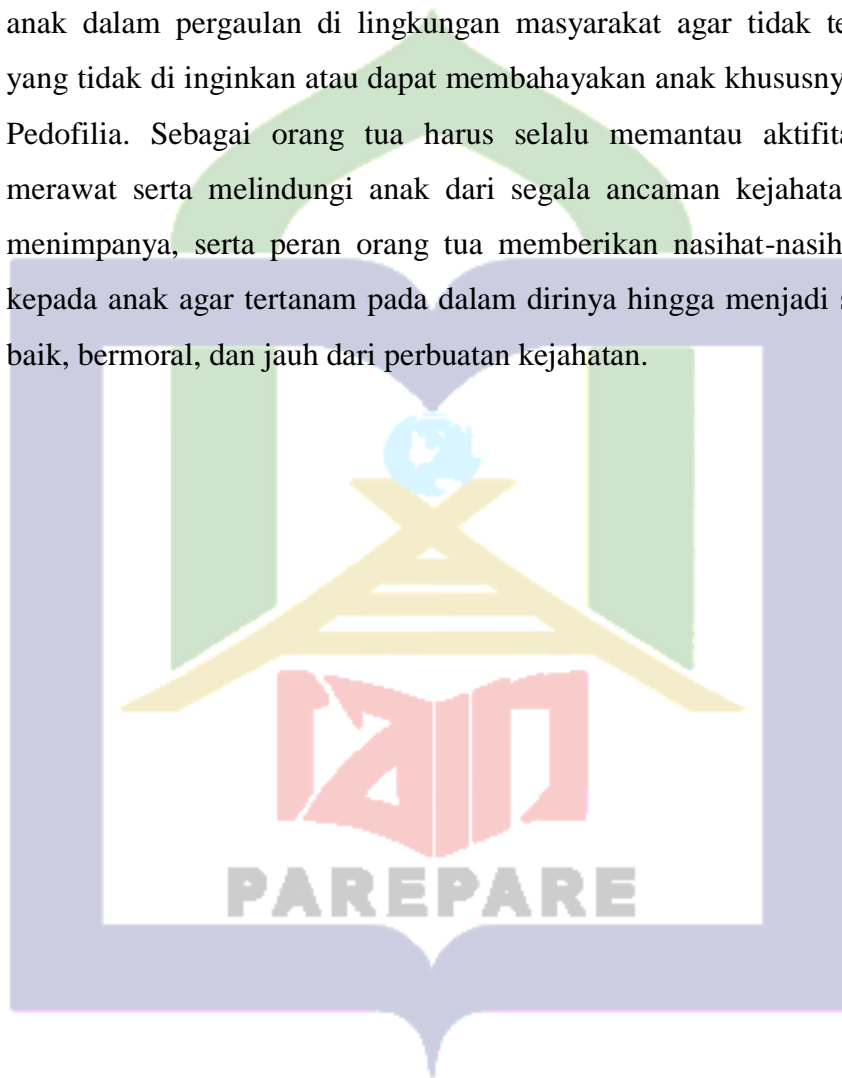 anak dalam pergaulan di lingkungan masyarakat agar tidak te
yang tidak di inginkan atau dapat membahayakan anak khususny
Pedofilia. Sebagai orang tua harus selalu memantau aktifita
merawat serta melindungi anak dari segala ancaman kejahata
menimpanya, serta peran orang tua memberikan nasihat-nasih
kepada anak agar tertanam pada dalam dirinya hingga menjadi s
baik, bermoral, dan jauh dari perbuatan kejahatan.
iain
PAREPARE